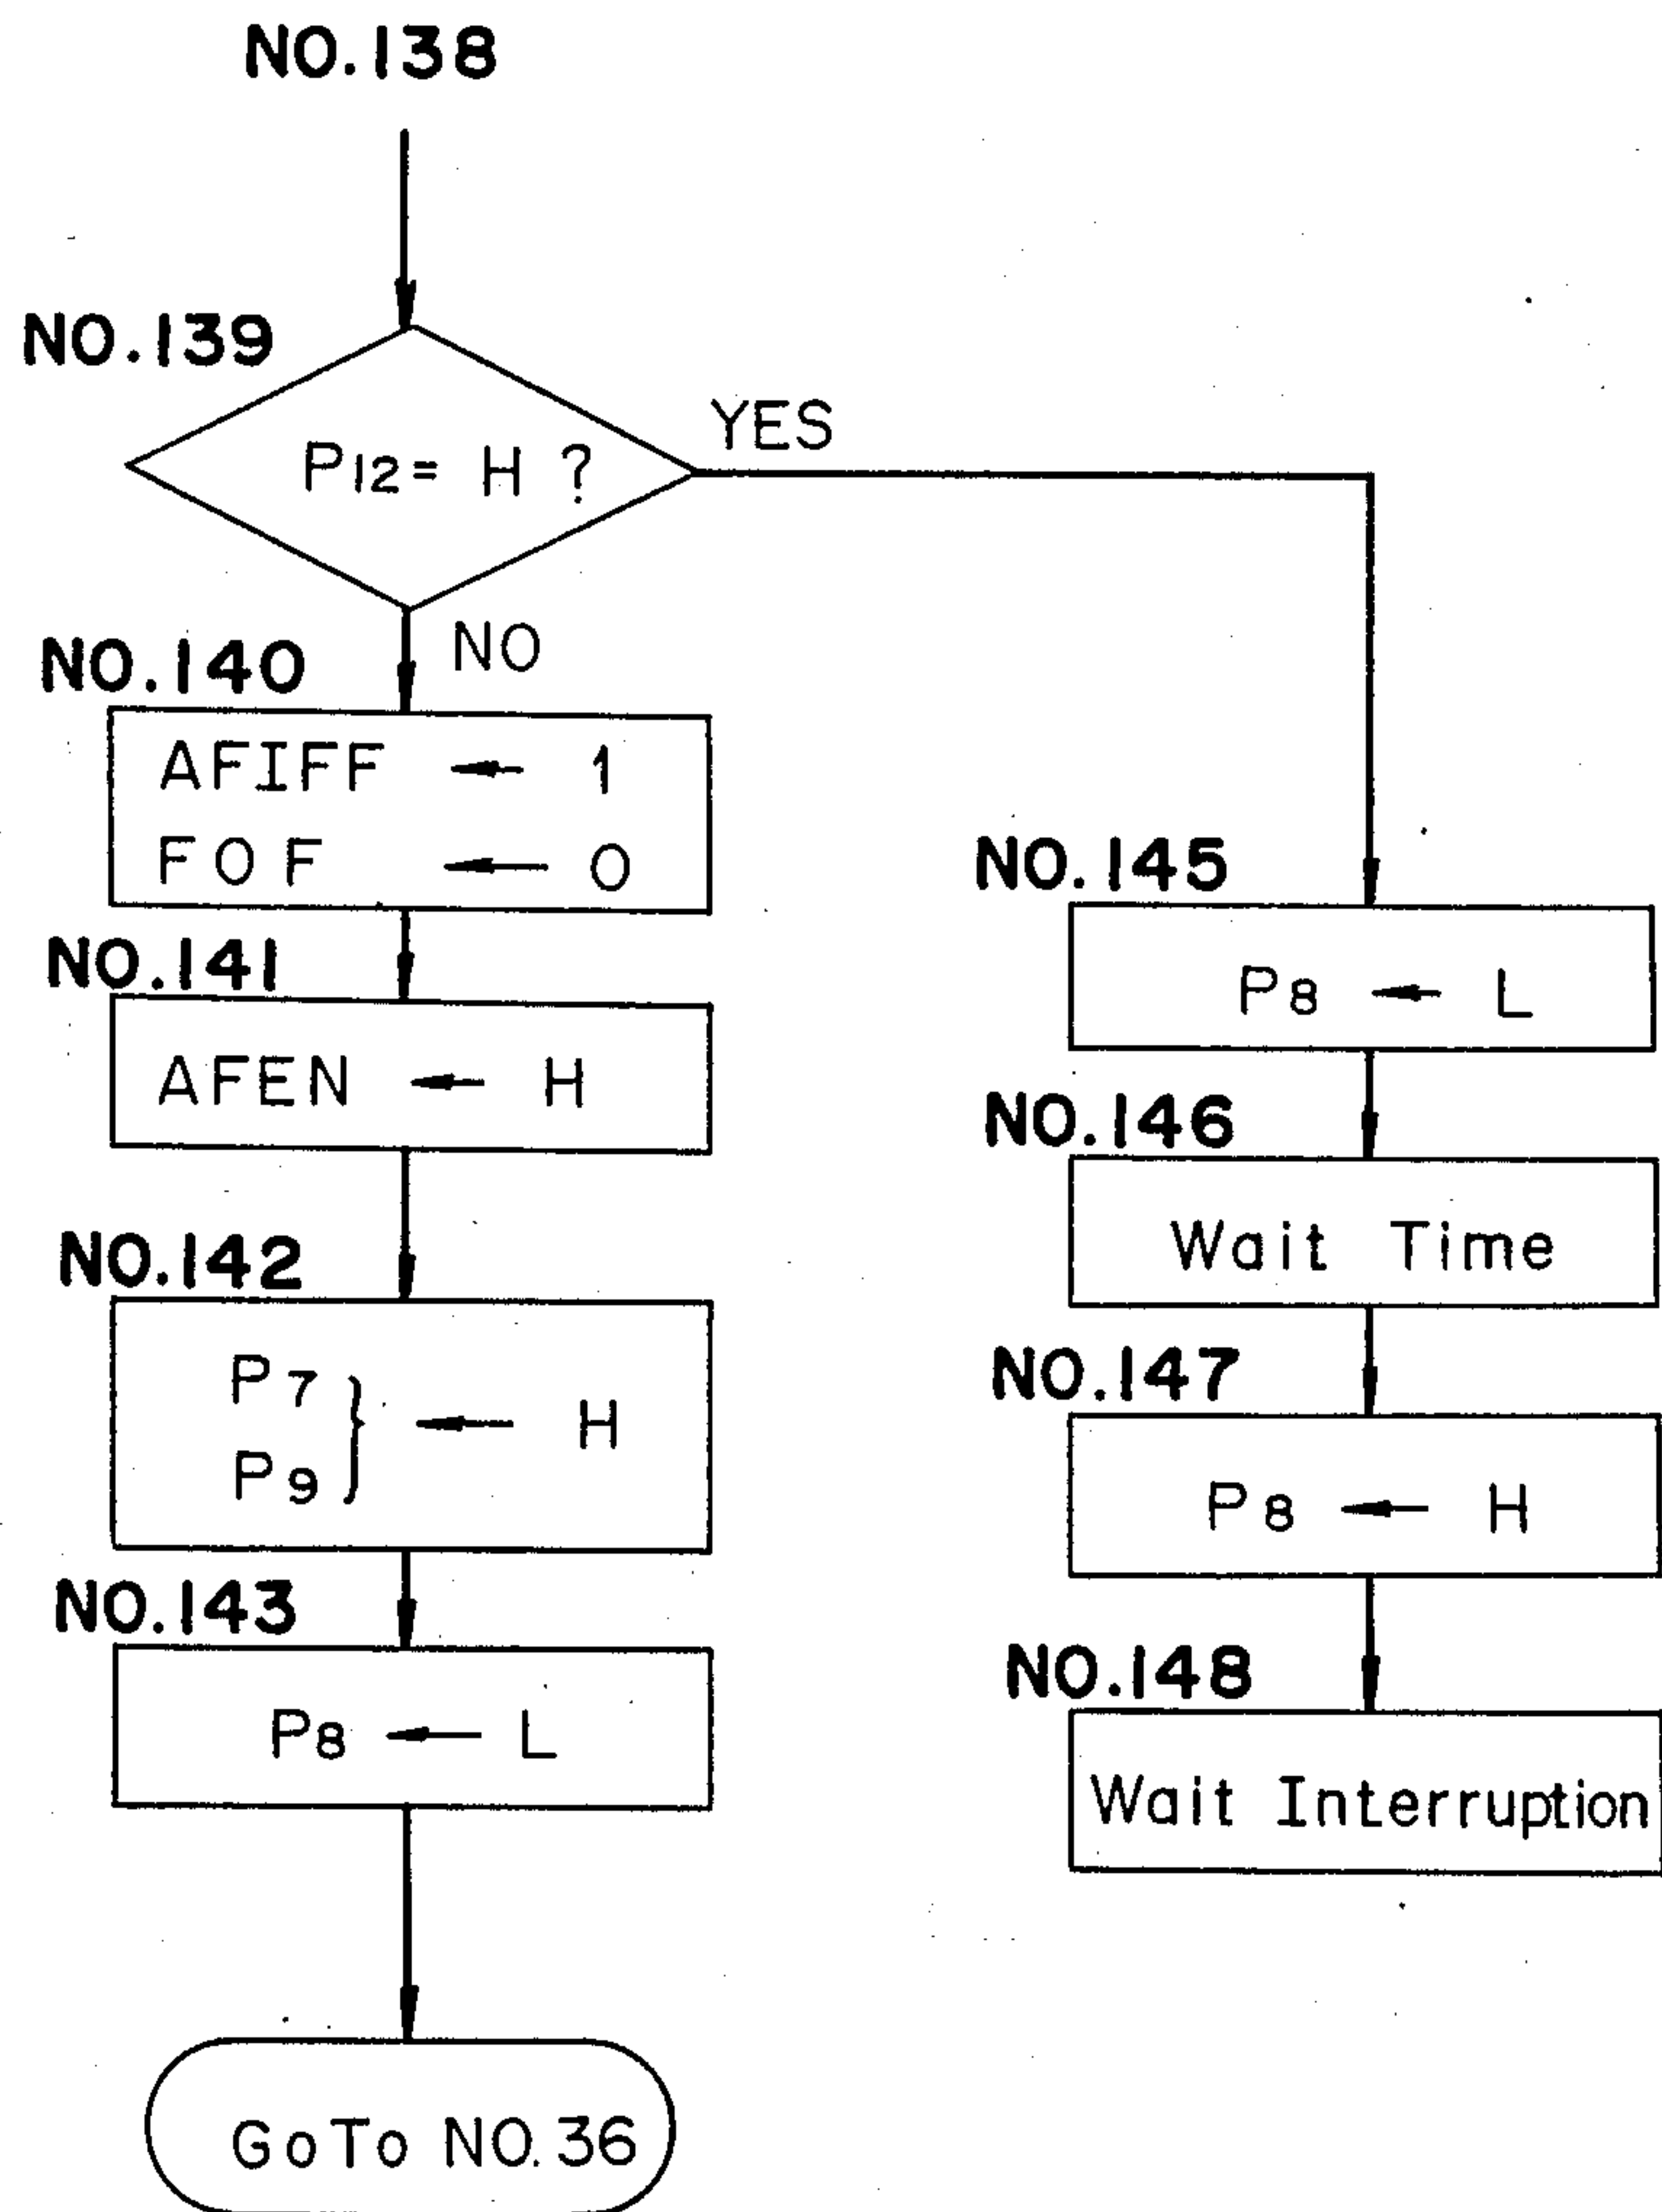 NO.138
NO.139
P12= H ?
YES
NO
NO.140
AFIFF ← 1
FOF ← 0
NO.141
AFEN ← H
NO.142
P7
P9 } ← H
NO.143
P8 ← L
GoTo NO.36
NO.145
P8 ← L
NO.146
Wait Time
NO.147
P8 ← H
NO.148
Wait Interruption